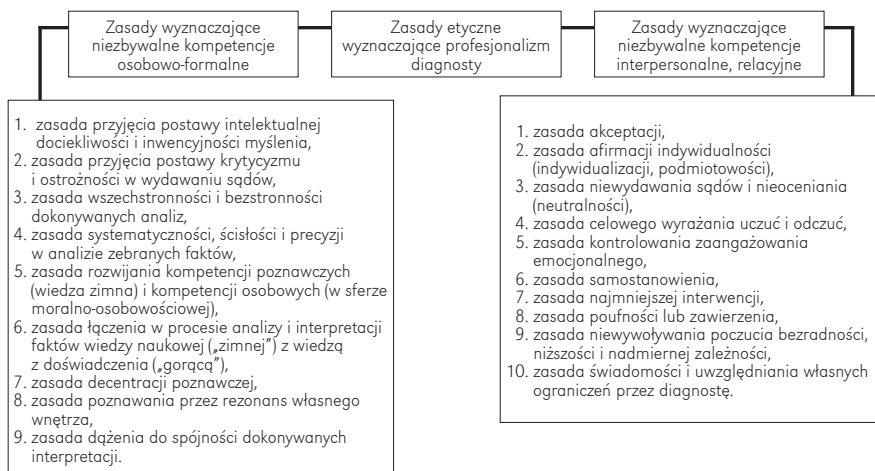 Zasady wyznaczające
niezbywalne kompetencje
osobowo-formalne
Zasady etyczne
wyznaczające profesjonalizm
diagnosty
Zasady wyznaczające
niezbywalne kompetencje
interpersonalne, relacyjne
1. zasada przyjęcia postawy intelektualnej
dociekliwości i inwencyjności myślenia,
2. zasada przyjęcia postawy krytycyzmu
i ostrożności w wydawaniu sądów,
3. zasada wszechstronności i bezstronności
dokonywanych analiz,
4. zasada systematyczności, ścisłości i precyzji
w analizie zebranych faktów,
5. zasada rozwijania kompetencji poznawczych
(wiedza zimna) i kompetencji osobowych (w sferze
moralno-osobowościowej),
6. zasada łączenia w procesie analizy i interpretacji
faktów wiedzy naukowej („zimnej”) z wiedzą
z doświadczenia („gorącą”),
7. zasada decentracji poznawczej,
8. zasada poznawania przez rezonans własnego
wnętrza,
9. zasada dążenia do spójności dokonywanych
interpretacji.
1. zasada akceptacji,
2. zasada afirmacji indywidualności
(indywidualizacji, podmiotowości),
3. zasada niewydawania sądów i nieoceniania
(neutralności),
4. zasada celowego wyrażania uczuć i odczuć,
5. zasada kontrolowania zaangażowania
emocjonalnego,
6. zasada samostanowienia,
7. zasada najmniejszej interwencji,
8. zasada poufności lub zawierzenia,
9. zasada niewywoływania poczucia bezradności,
niższości i nadmiernej zależności,
10. zasada świadomości i uwzględniania własnych
ograniczeń przez diagnostę.